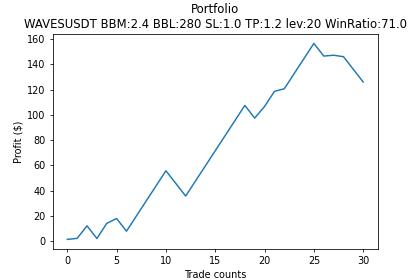 Portfolio
WAVESUSDT BBM:2.4 BBL:280 SL:1.0 TP:1.2 lev:20 WinRatio:71.0
160
140
120
100
80
60
40
20
0
Profit ($)
0 5 10 15 20 25 30
Trade counts